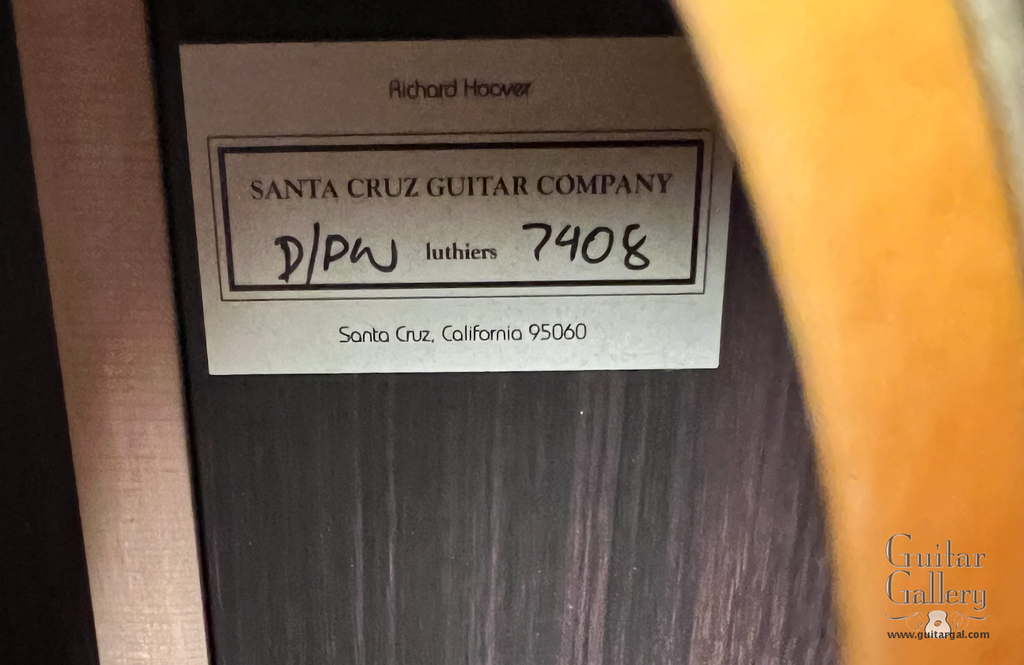 Richard Hoover
SANTA CRUZ GUITAR COMPANY
D/PW luthiers 7408
Santa Cruz, California 95060
Guitar
Gallery
www.guitargal.com